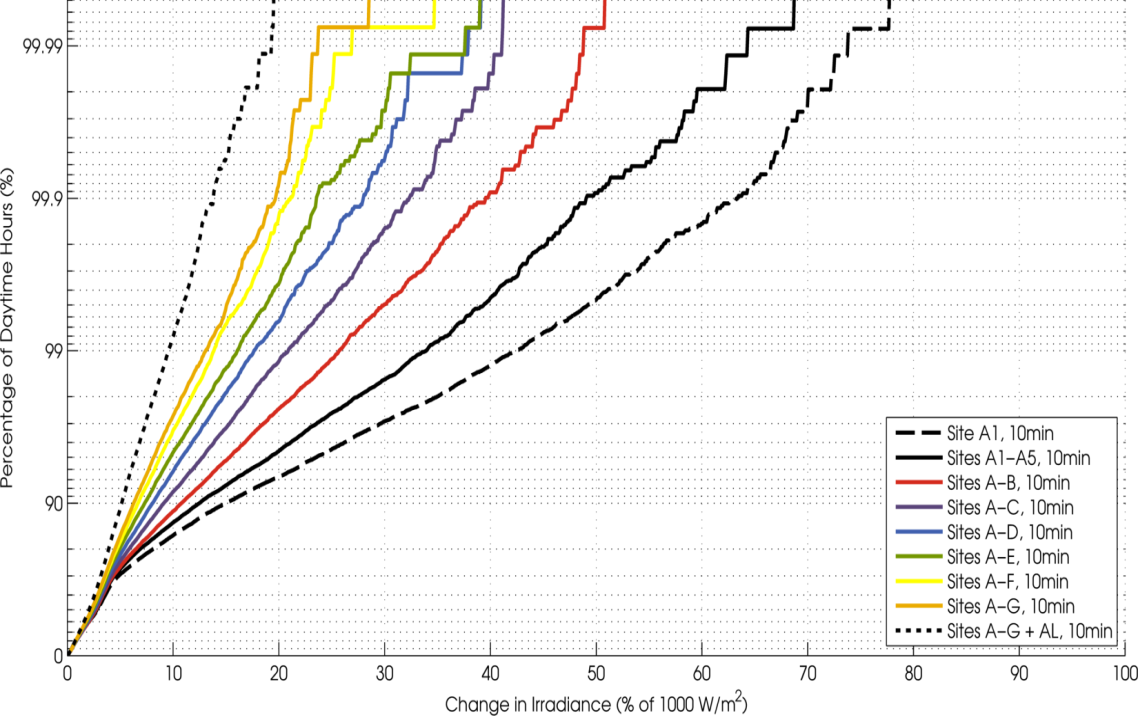 Percentage of Daytime Hours (%)
99.99
99.9
99
90
0
0 10 20 30 40 50 60 70 80 90 100
Change in Irradiance (% of 1000 W/m²)
Site A1, 10min
Sites A1–A5, 10min
Sites A–B, 10min
Sites A–C, 10min
Sites A–D, 10min
Sites A–E, 10min
Sites A–F, 10min
Sites A–G, 10min
Sites A–G + AL, 10min